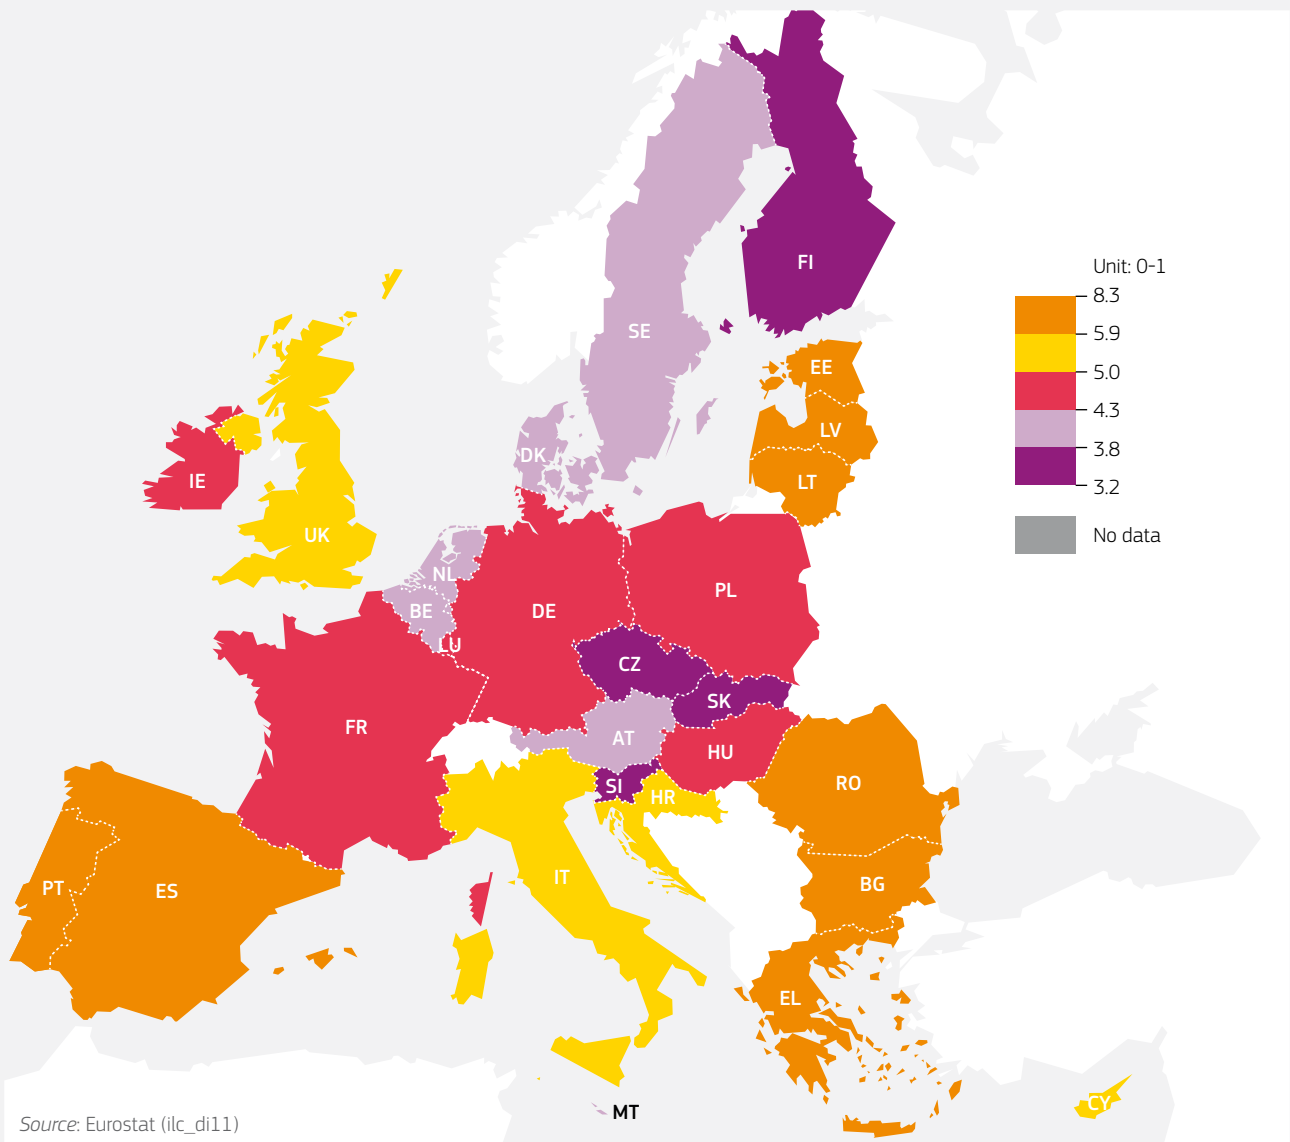 FI
Unit: 0-1
8.3
SE
5.9
EE
5.0
4.3
LV
DK
3.8
IE
LT
3.2
UK
No data
NL
PL
BE
DE
LU
CZ
SK
FR
AT
HU
SI
HR
RO
IT
BG
PT
ES
EL
CY
MT
Source: Eurostat (ilc_di11)